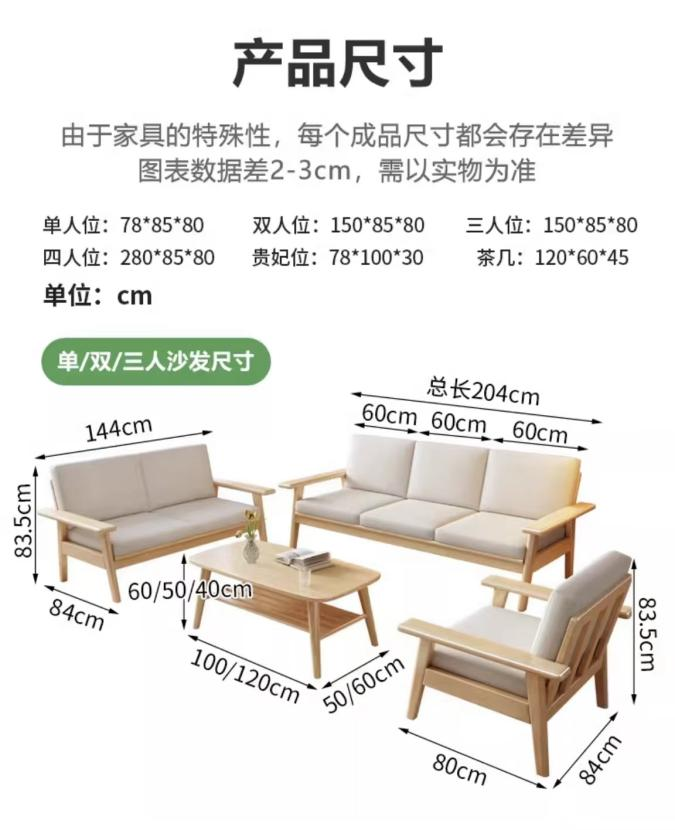 产品尺寸
由于家具的特殊性，每个成品尺寸都会存在差异
图表数据差2-3cm，需以实物为准
单人位：78*85*80 双人位：150*85*80 三人位：150*85*80
四人位：280*85*80 贵妃位：78*100*30 茶几：120*60*45
单位：cm
单/双/三人沙发尺寸
总长204cm
60cm 60cm 60cm
144cm
83.5cm
84cm
60/50/40cm
100/120cm
50/60cm
83.5cm
80cm
84cm